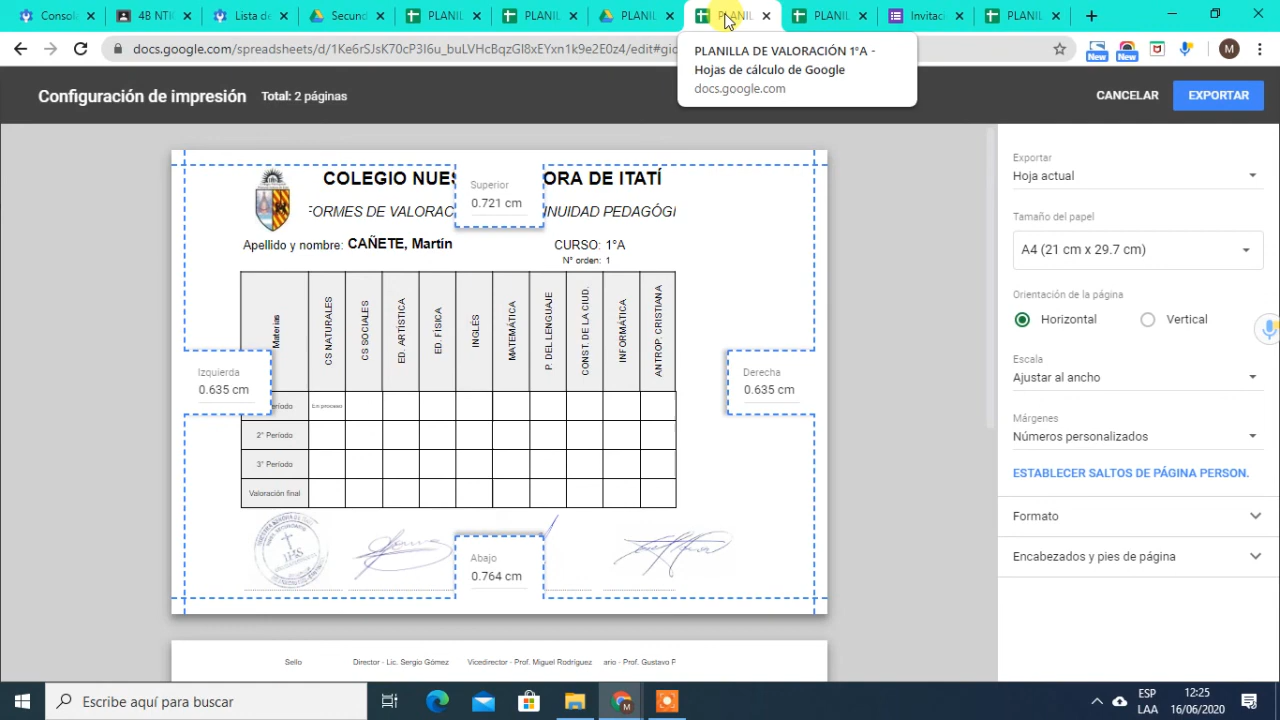 Conso
4B NTI
Lista de
Secund
PLANIL
PLANIL
PLANIL
PLANIL
PLANIL
Invitac
PLANIL
docs.google.com/spreadsheets/d/1Ke6rSJsK70cP3I6u_buLVHcBqzGI8xEYxn1k9e2E0z4/edit#gid
New
New
M
PLANILLA DE VALORACIÓN 1°A -
Hojas de cálculo de Google
docs.google.com
Configuración de impresión
Total: 2 páginas
CANCELAR
EXPORTAR
COLEGIO NUES
ORA DE ITATÍ
FORMES DE VALORAC
INUIDAD PEDAGÓGI
Superior
0.721 cm
Apellido y nombre: CAÑETE, Martín
CURSO: 1°A
N° orden: 1
Materias
CS NATURALES
CS SOCIALES
ED. ARTÍSTICA
ED. FÍSICA
INGLÉS
MATEMÁTICA
P. DEL LENGUAJE
CONST. DE LA CIUD.
INFORMÁTICA
ANTROP. CRISTIANA
Izquierda
0.635 cm
Derecha
0.635 cm
eríodo
En proceso
2° Período
3° Período
Valoración final
Abajo
0.764 cm
Sello
Director - Lic. Sergio Gómez
Vicedirector - Prof. Miguel Rodríguez
ario - Prof. Gustavo P
Exportar
Hoja actual
Tamaño del papel
A4 (21 cm x 29.7 cm)
Orientación de la página
Horizontal
Vertical
Escala
Ajustar al ancho
Márgenes
Números personalizados
ESTABLECER SALTOS DE PÁGINA PERSON.
Formato
Encabezados y pies de página
Escribe aquí para buscar
ESP
LAA
12:25
16/06/2020